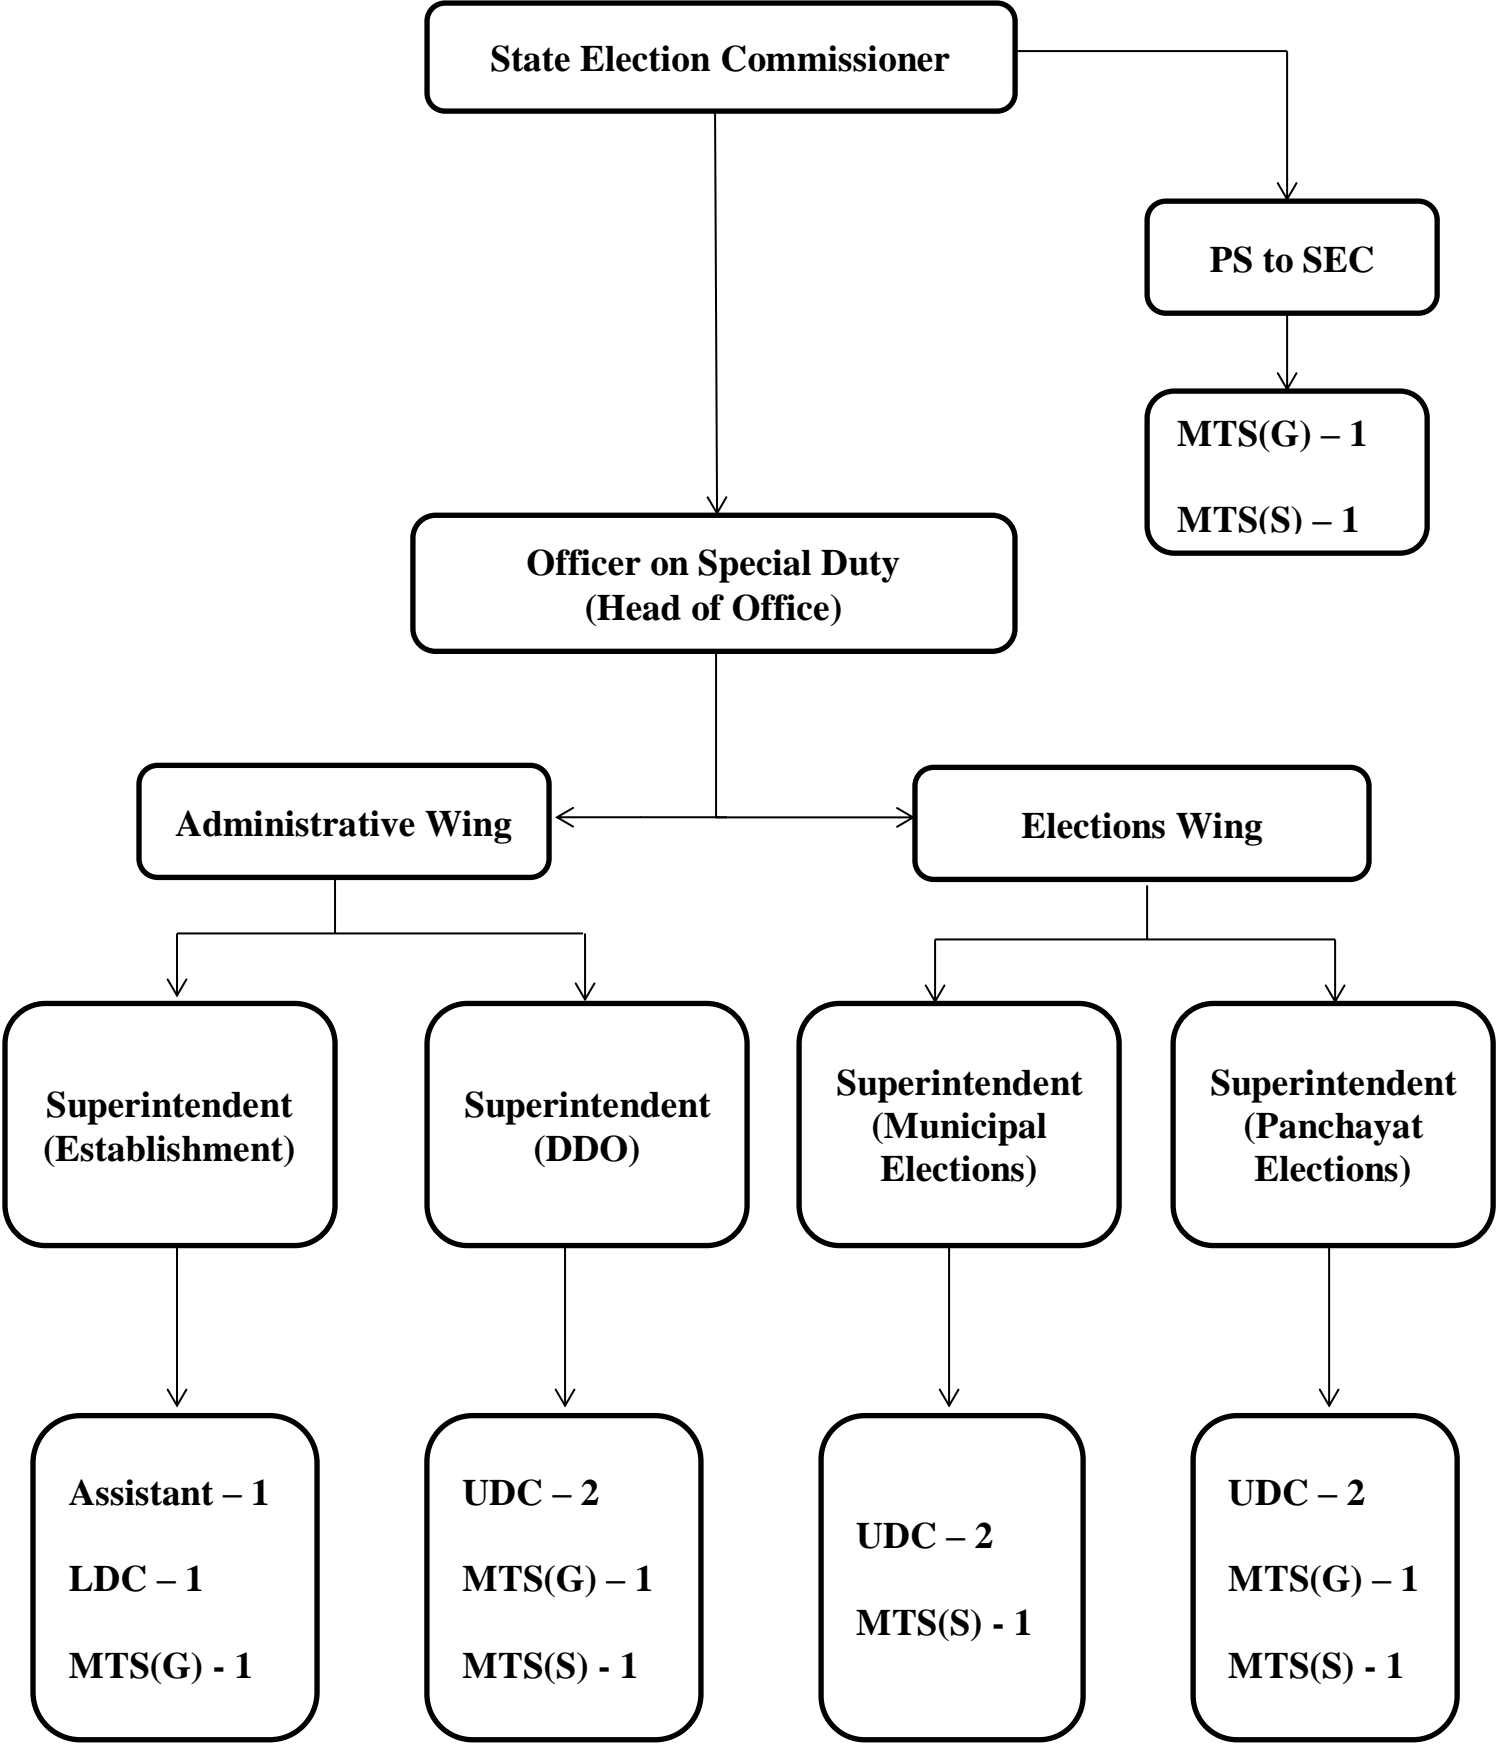 State Election Commissioner
PS to SEC
MTS(G) – 1
MTS(S) – 1
Officer on Special Duty
(Head of Office)
Administrative Wing
Elections Wing
Superintendent
(Establishment)
Superintendent
(DDO)
Superintendent
(Municipal
Elections)
Superintendent
(Panchayat
Elections)
Assistant – 1
LDC – 1
MTS(G) - 1
UDC – 2
MTS(G) – 1
MTS(S) - 1
UDC – 2
MTS(S) - 1
UDC – 2
MTS(G) – 1
MTS(S) - 1